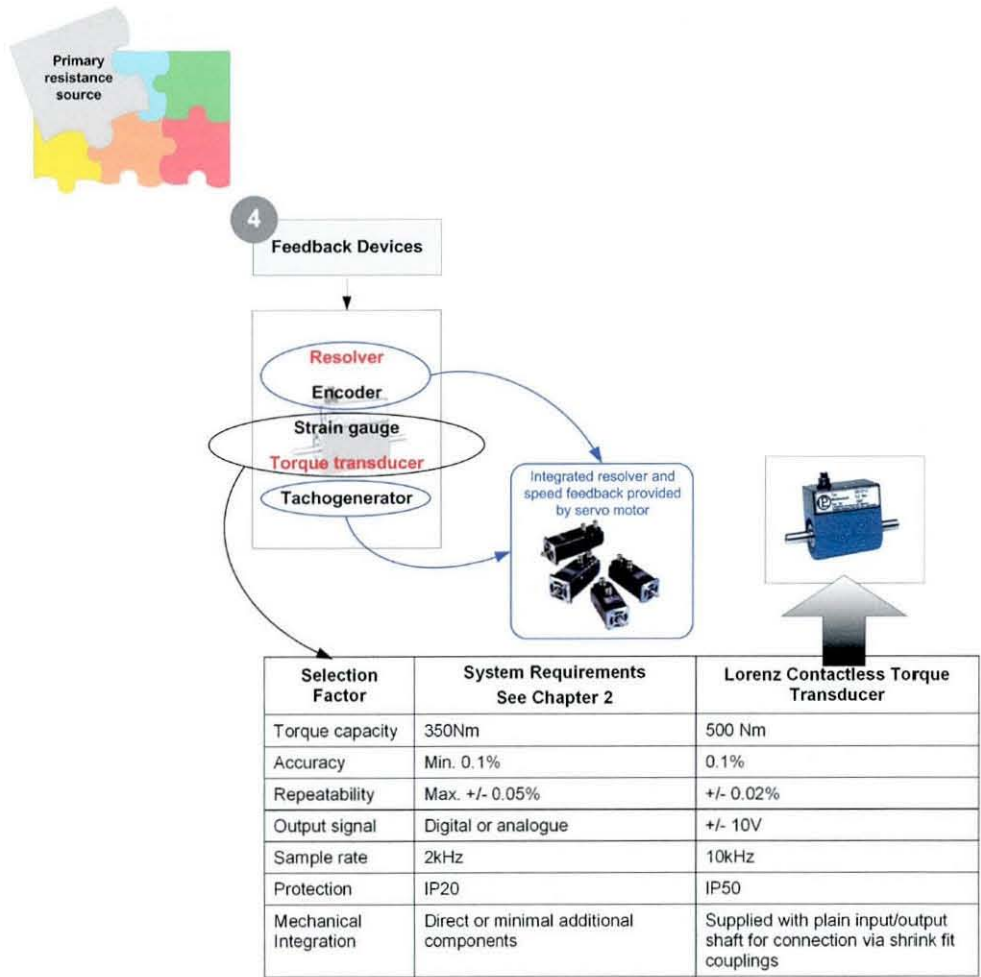 Primary
resistance
source
4
Feedback Devices
Resolver
Encoder
Strain gauge
Torque transducer
Tachogenerator
Integrated resolver and
speed feedback provided
by servo motor
Selection
Factor
System Requirements
See Chapter 2
Lorenz Contactless Torque
Transducer
Torque capacity
350Nm
500 Nm
Accuracy
Min. 0.1%
0.1%
Repeatability
Max. +/- 0.05%
+/- 0.02%
Output signal
Digital or analogue
+/- 10V
Sample rate
2kHz
10kHz
Protection
IP20
IP50
Mechanical
Integration
Direct or minimal additional
components
Supplied with plain input/output
shaft for connection via shrink fit
couplings